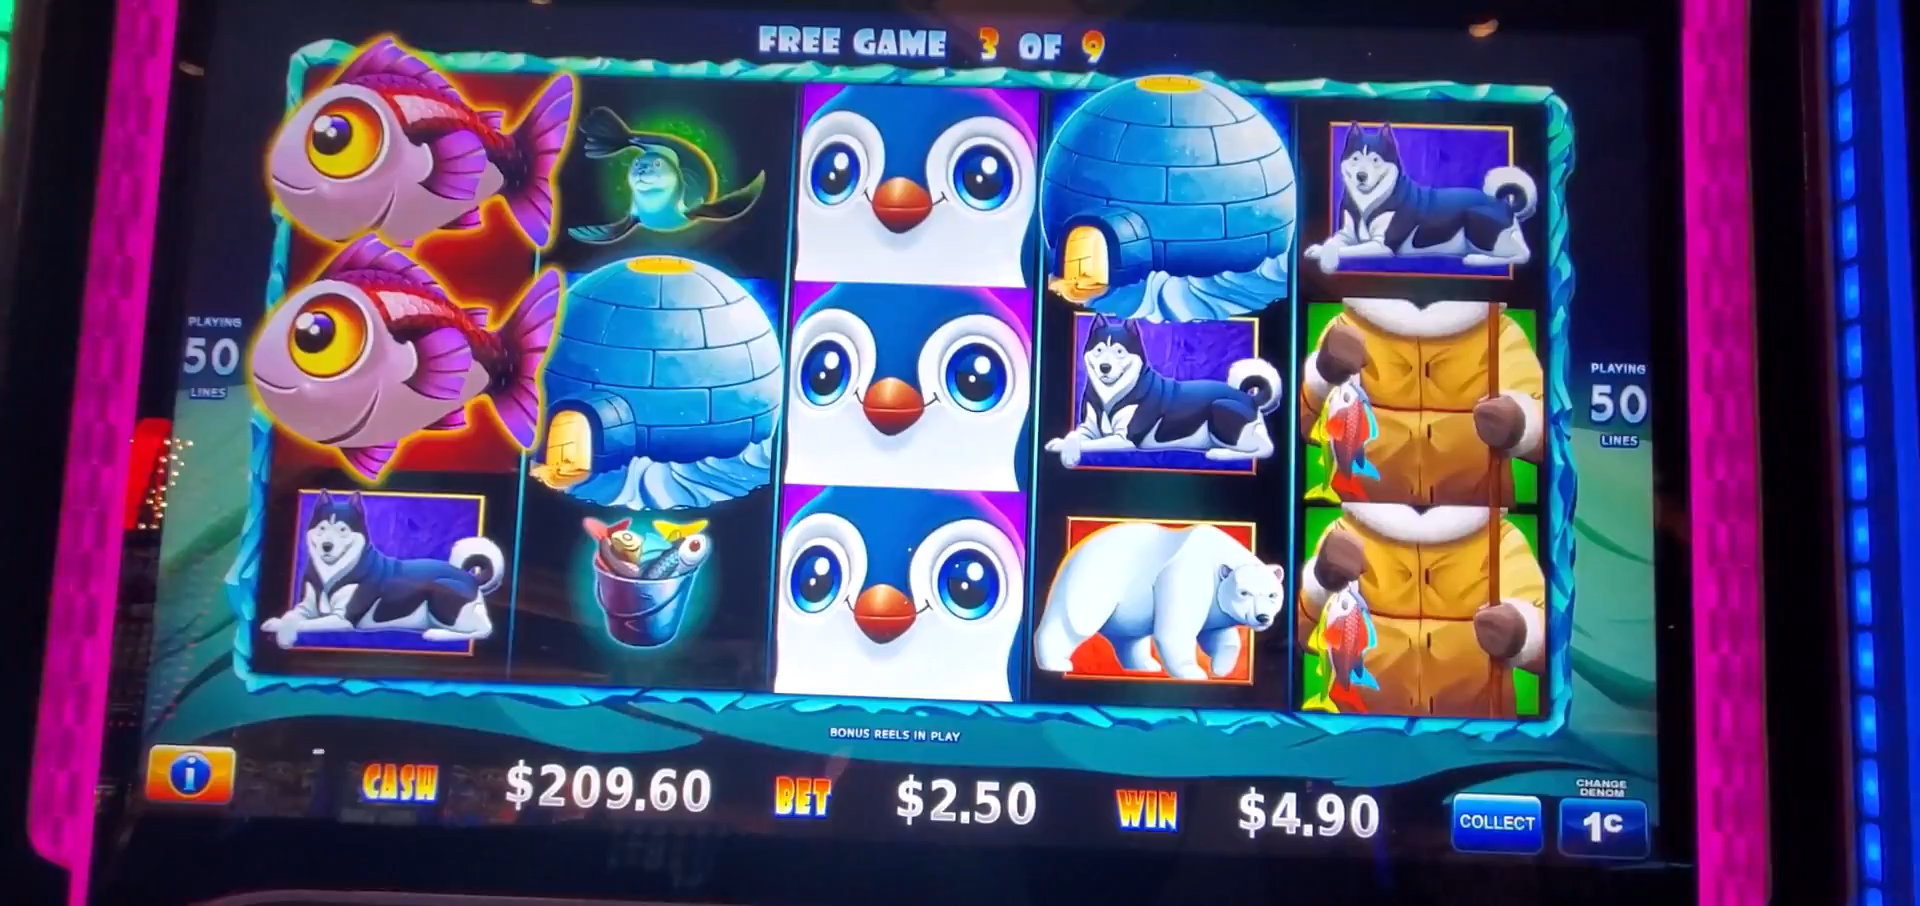 FREE GAME 3 OF 9
PLAYING
50
LINES
PLAYING
50
LINES
BONUS REELS IN PLAY
i
CASH $209.60 BET $2.50 WIN $4.90
COLLECT
CHANGE
DENOM
1¢